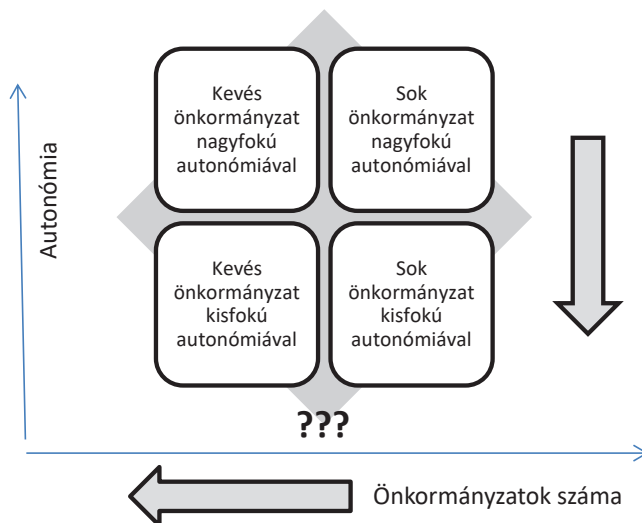 Kevés
önkormányzat
nagyfokú
autonómiával
Sok
önkormányzat
nagyfokú
autonómiával
Autonómia
Kevés
önkormányzat
kisfokú
autonómiával
Sok
önkormányzat
kisfokú
autonómiával
???
Önkormányzatok száma